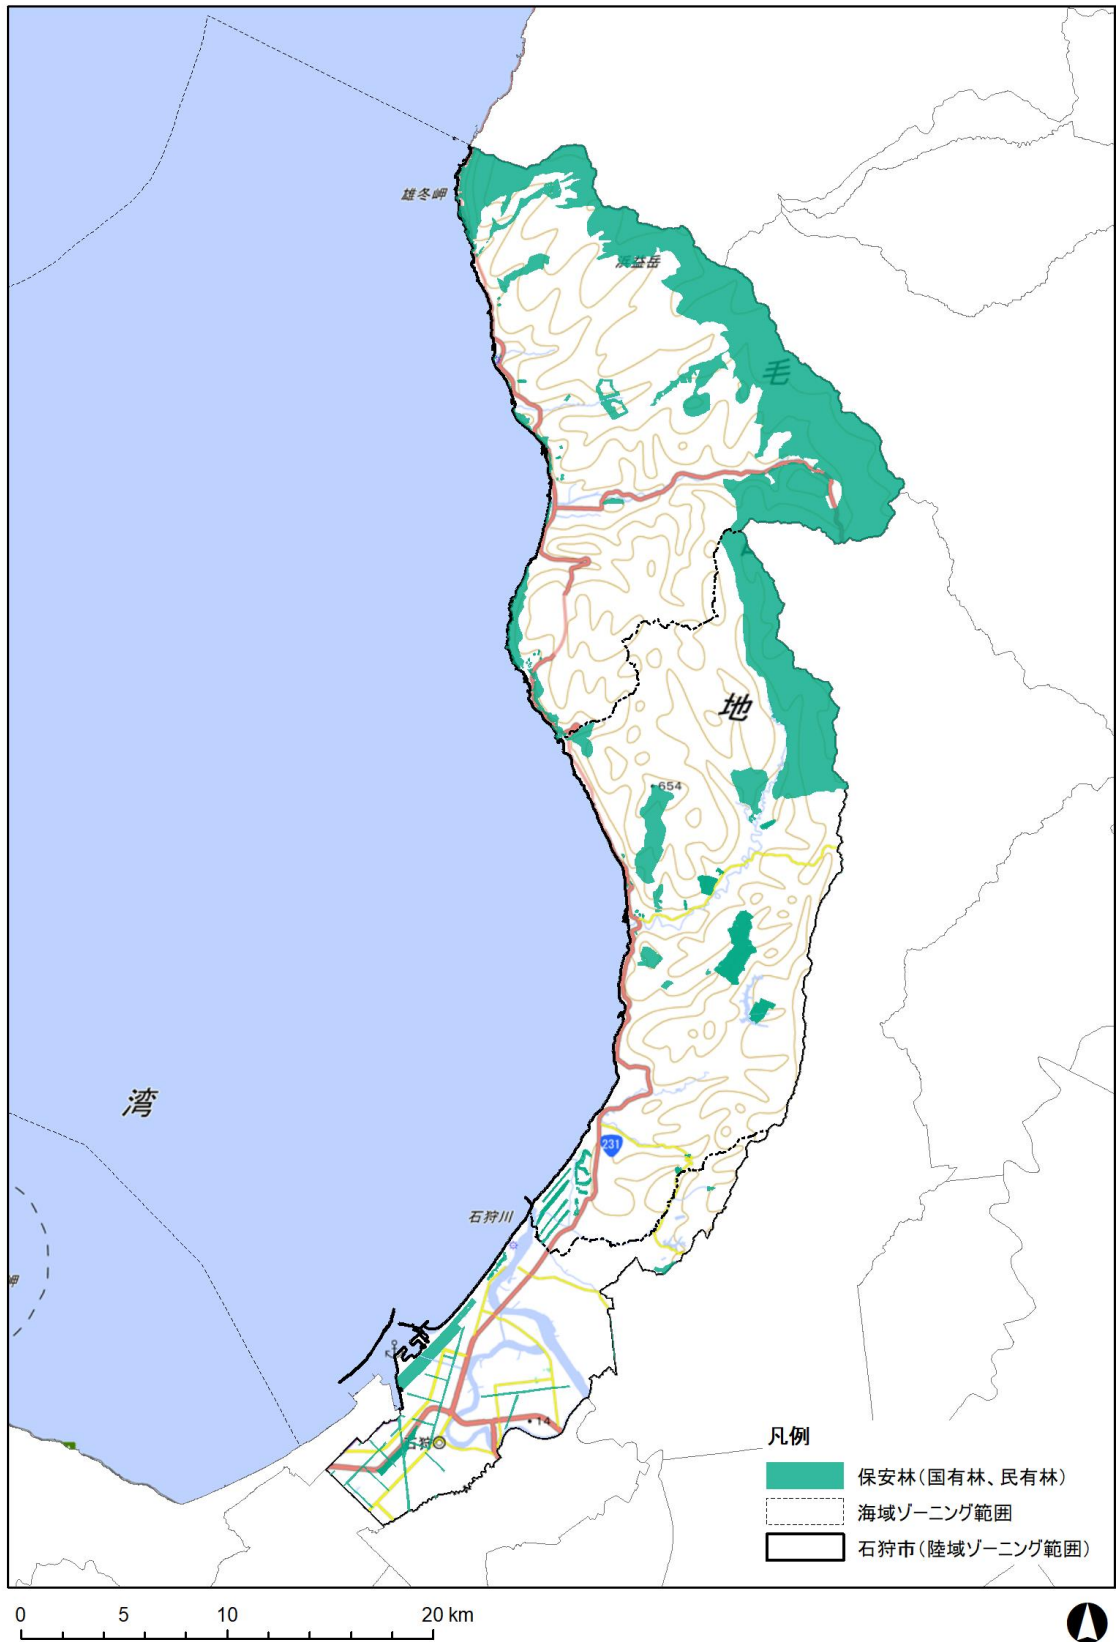 雄冬岬
浜益岳
毛
地
654
湾
231
石狩川
岬
14
石狩
凡例
保安林(国有林、民有林)
海域ゾーニング範囲
石狩市(陸域ゾーニング範囲)
0 5 10 20 km